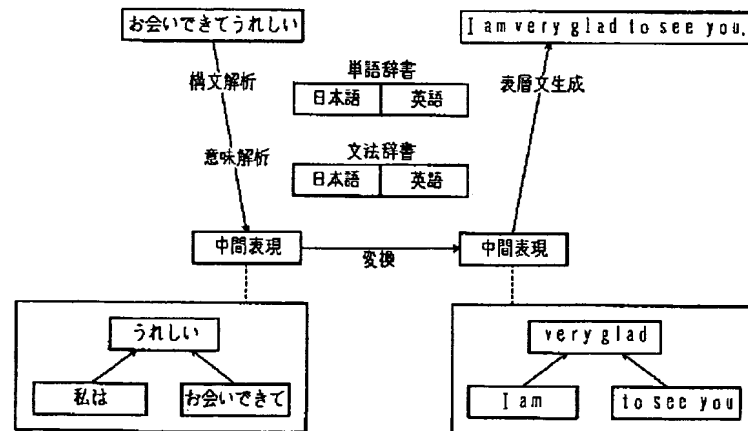 お会いできてうれしい
I am very glad to see you.
構文解析
単語辞書
日本語 英語
表層文生成
意味解析
文法辞書
日本語 英語
中間表現
変換
中間表現
うれしい
私は
お会いできて
very glad
I am
to see you